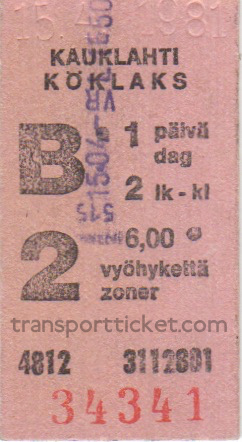 15.4.1981
KAUKLAHTI
KÖKLAKS
B 1 päivä
dag
2 lk - kl
6,00
2 vyöhykettä
zoner
transportticket.com
4812 3112601
34341